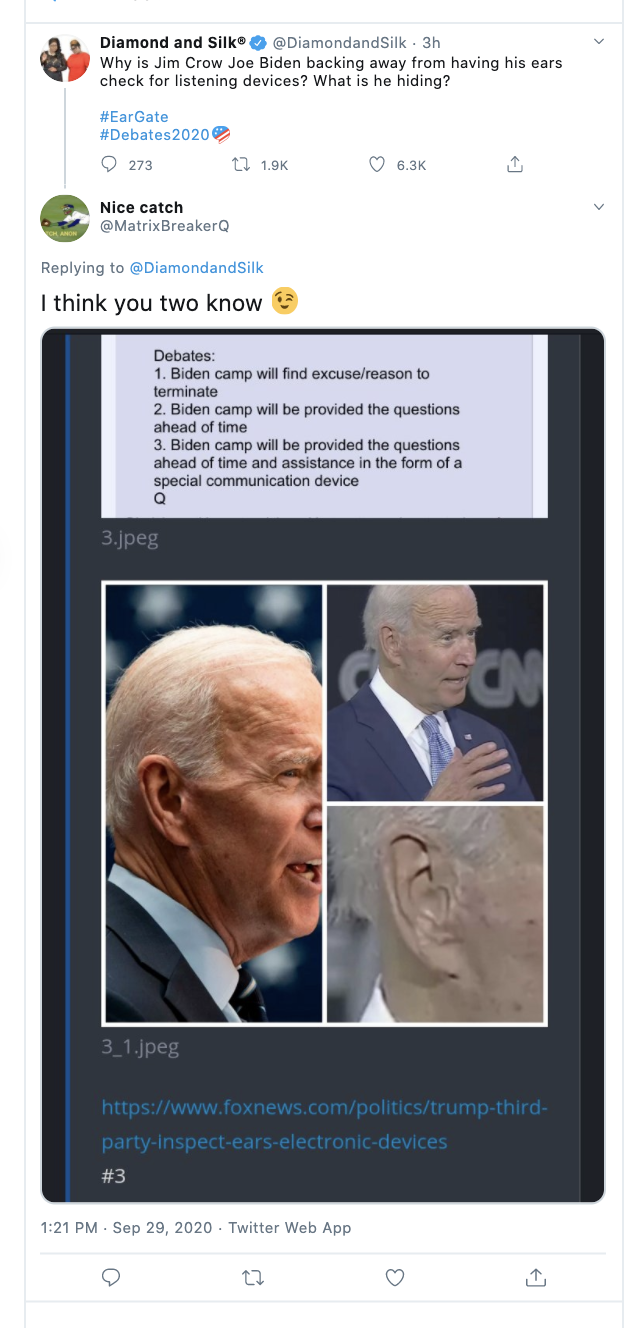 Diamond and Silk® @DiamondandSilk · 3h
Why is Jim Crow Joe Biden backing away from having his ears
check for listening devices? What is he hiding?
#EarGate
#Debates2020
273 1.9K 6.3K
Nice catch
@MatrixBreakerQ
Replying to @DiamondandSilk
I think you two know 😉
Debates:
1. Biden camp will find excuse/reason to
terminate
2. Biden camp will be provided the questions
ahead of time
3. Biden camp will be provided the questions
ahead of time and assistance in the form of a
special communication device
Q
3.jpeg
CNN
3_1.jpeg
https://www.foxnews.com/politics/trump-third-
party-inspect-ears-electronic-devices
#3
1:21 PM · Sep 29, 2020 · Twitter Web App